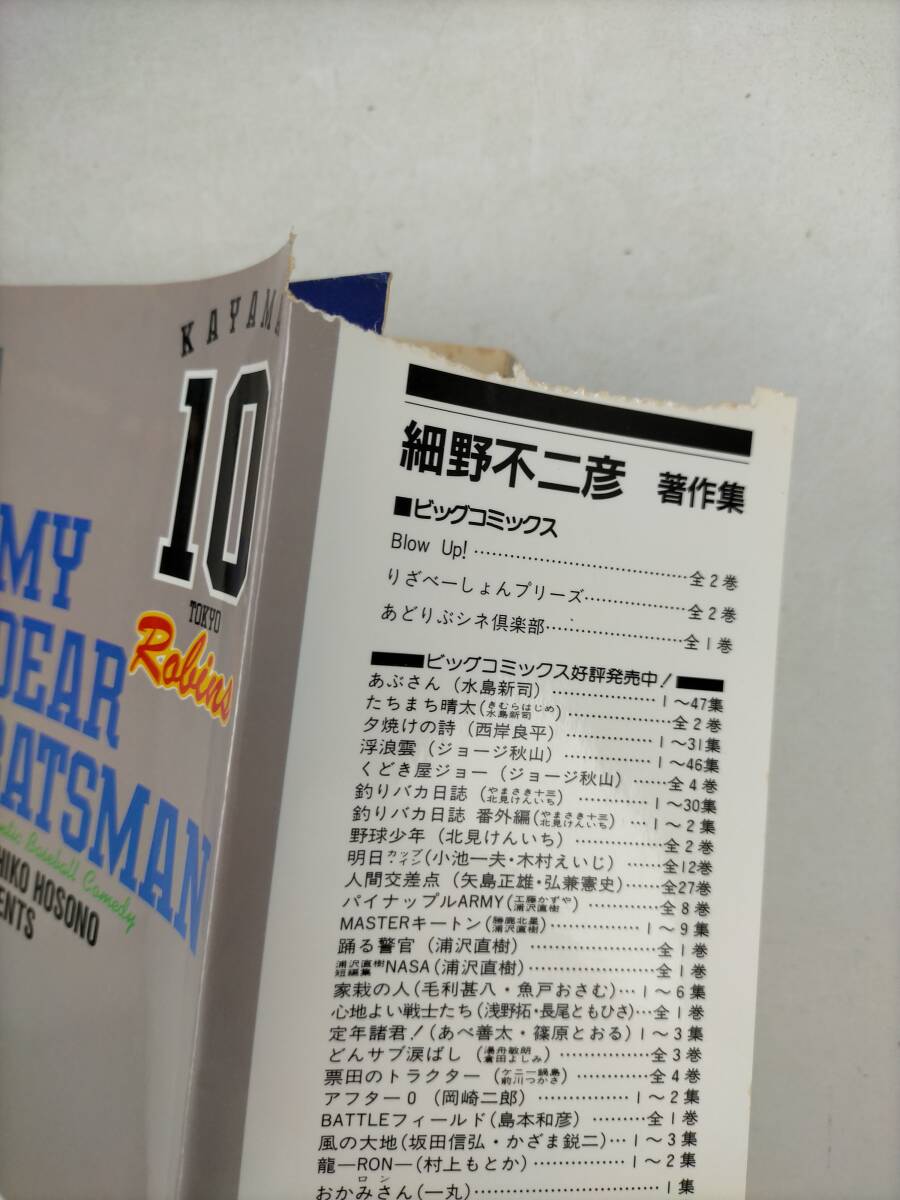 KAYAMA
10
TOKYO
Robins
MY
DEAR
BATSMAN
Baseball Comedy
HIKO HOSONO
ENTS
細野不二彦 著作集
■ビッグコミックス
Blow Up!……………………全2巻
りざべーしょんプリーズ…………全2巻
あどりぶシネ倶楽部……………全1巻
ビッグコミックス好評発売中!
あぶさん(水島新司)……………1〜47集
たちまち晴太(きむらはじめ 水島新司)……………全2巻
夕焼けの詩(西岸良平)……………1〜31集
浮浪雲(ジョージ秋山)……………1〜46集
くどき屋ジョー(ジョージ秋山)……全4巻
釣りバカ日誌(やまさき十三 北見けんいち)…………1〜30集
釣りバカ日誌 番外編(やまさき十三 北見けんいち)…1〜2集
野球少年(北見けんいち)……………全2巻
明日カップインケン(小池一夫・木村えいじ)……全12巻
人間交差点(矢島正雄・弘兼憲史)……全27巻
パイナップルARMY(工藤かずや 浦沢直樹)…………全8巻
MASTERキートン(勝鹿北星 浦沢直樹)……………1〜9集
踊る警官(浦沢直樹)……………全1巻
浦沢直樹短編集NASA(浦沢直樹)……………全1巻
家栽の人(毛利甚八・魚戸おさむ)…1〜6集
心地よい戦士たち(浅野拓・長尾ともひさ)…全1巻
定年諸君!(あべ善太・篠原とおる)1〜3集
どんサブ涙ばし(湯舟敏朗 倉田よしみ)……………全3巻
票田のトラクター(ケニー鍋島 前川つかさ)…………全4巻
アフター0(岡崎二郎)……………1〜2集
BATTLEフィールド(島本和彦)………全1巻
風の大地(坂田信弘・かざま鋭二)…1〜3集
龍―RON―(村上もとか)……………1〜2集
ロン
おかみさん(一丸)……………1集